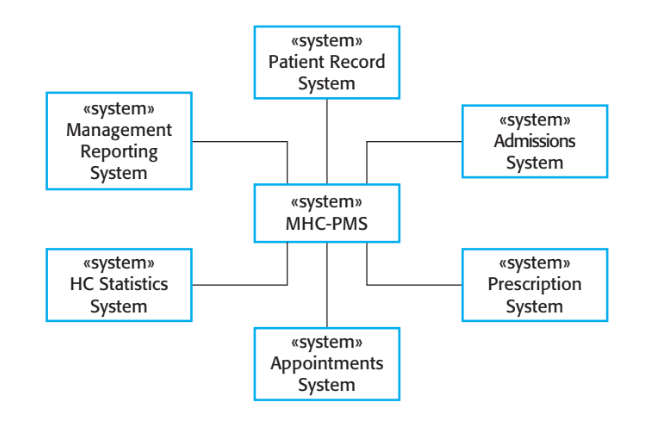 «system»
Patient Record
System
«system»
Management
Reporting
System
«system»
Admissions
System
«system»
MHC-PMS
«system»
HC Statistics
System
«system»
Prescription
System
«system»
Appointments
System